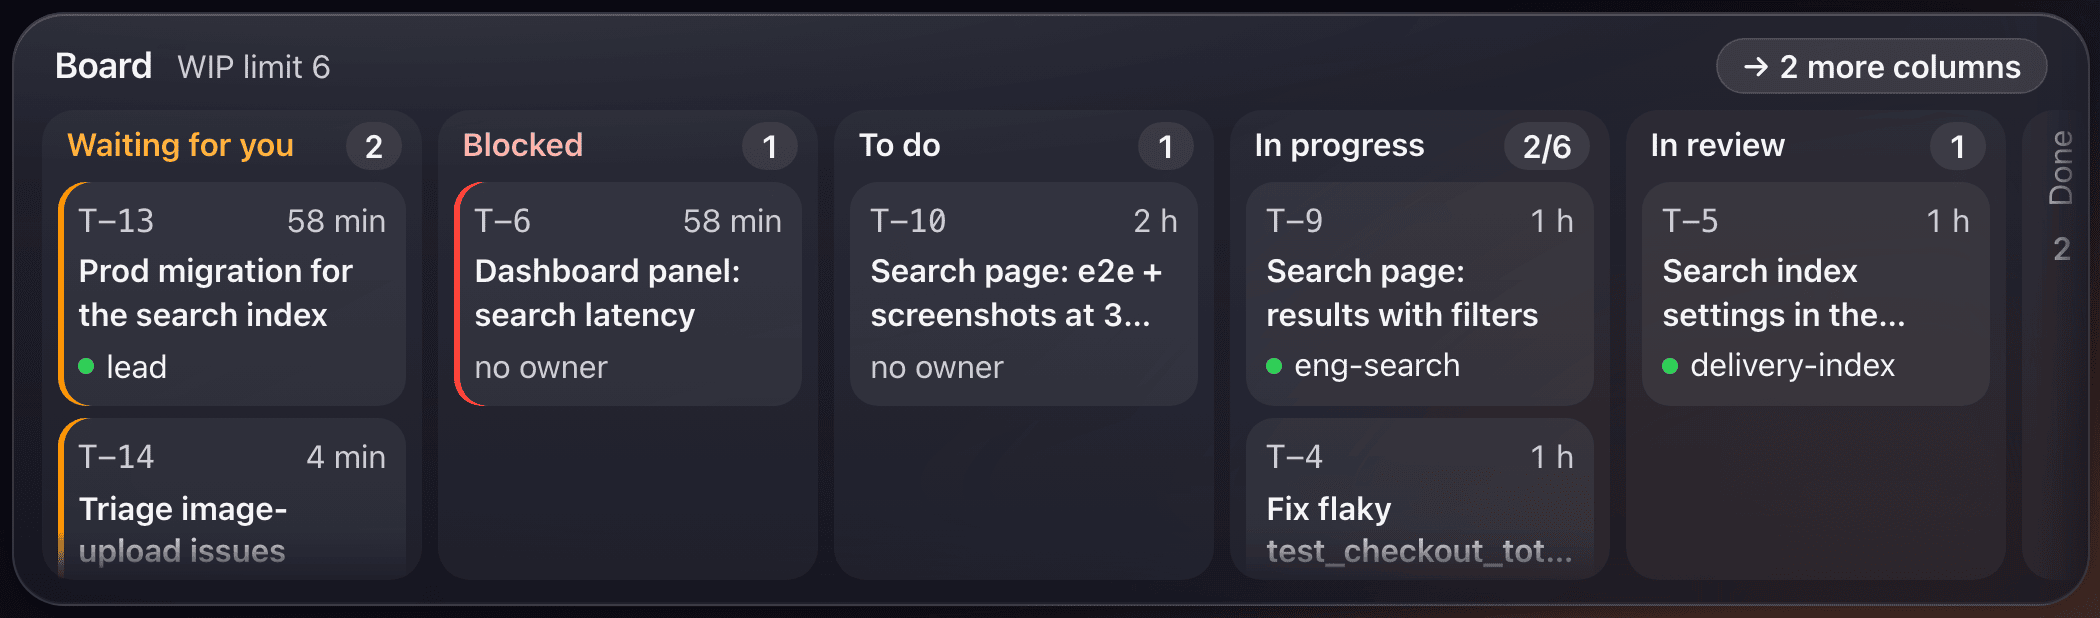 Board WIP limit 6
→ 2 more columns
Waiting for you 2
T–13 58 min
Prod migration for
the search index
lead
T–14 4 min
Triage image-
upload issues
Blocked 1
T–6 58 min
Dashboard panel:
search latency
no owner
To do 1
T–10 2 h
Search page: e2e +
screenshots at 3...
no owner
In progress 2/6
T–9 1 h
Search page:
results with filters
eng-search
T–4 1 h
Fix flaky
test_checkout_tot...
In review 1
T–5 1 h
Search index
settings in the...
delivery-index
Done 2